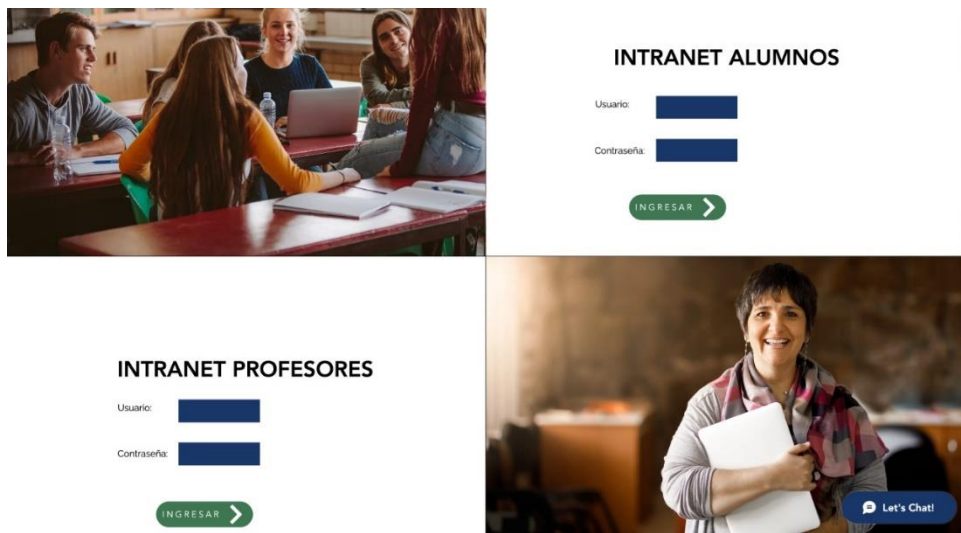 INTRANET ALUMNOS
Usuario:
Contraseña:
INGRESAR
INTRANET PROFESORES
Usuario:
Contraseña:
INGRESAR
Let's Chat!